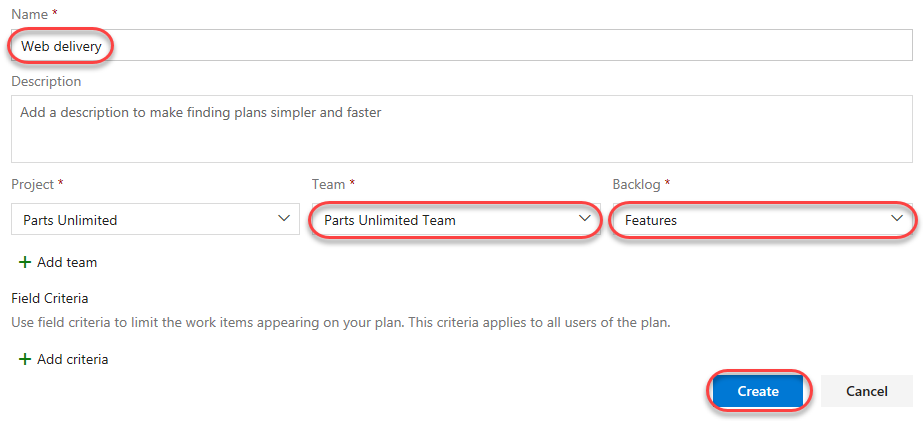 Name *
Web delivery
Description
Add a description to make finding plans simpler and faster
Project * Team * Backlog *
Parts Unlimited Parts Unlimited Team Features
+ Add team
Field Criteria
Use field criteria to limit the work items appearing on your plan. This criteria applies to all users of the plan.
+ Add criteria
Create Cancel